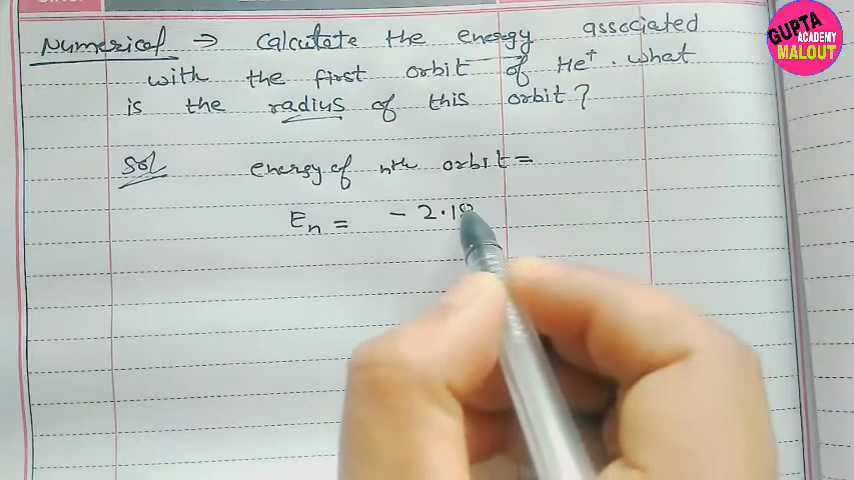 Numerical → Calculate the energy associated
with the first orbit of He⁺. what
is the radius of this orbit?
Sol energy of nth orbit =
En = - 2.18
GUPTA
ACADEMY
MALOUT